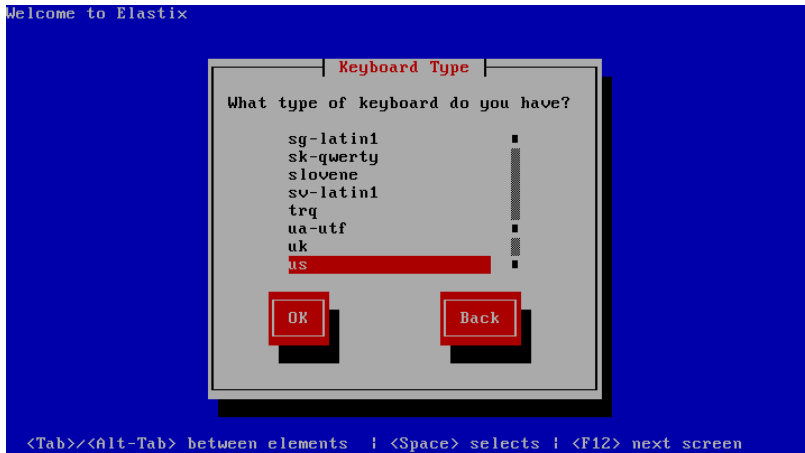 Welcome to Elastix
Keyboard Type
What type of keyboard do you have?
sg-latin1
sk-qwerty
slovene
sv-latin1
trq
ua-utf
uk
us
OK
Back
<Tab>/<Alt-Tab> between elements | <Space> selects | <F12> next screen